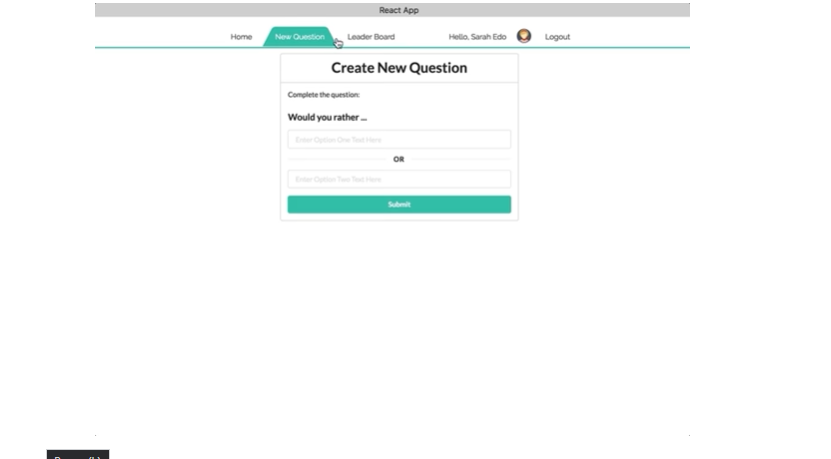 React App
Home New Question Leader Board Hello, Sarah Edo Logout
Create New Question
Complete the question:
Would you rather ...
Enter Option One Text Here
OR
Enter Option Two Text Here
Submit